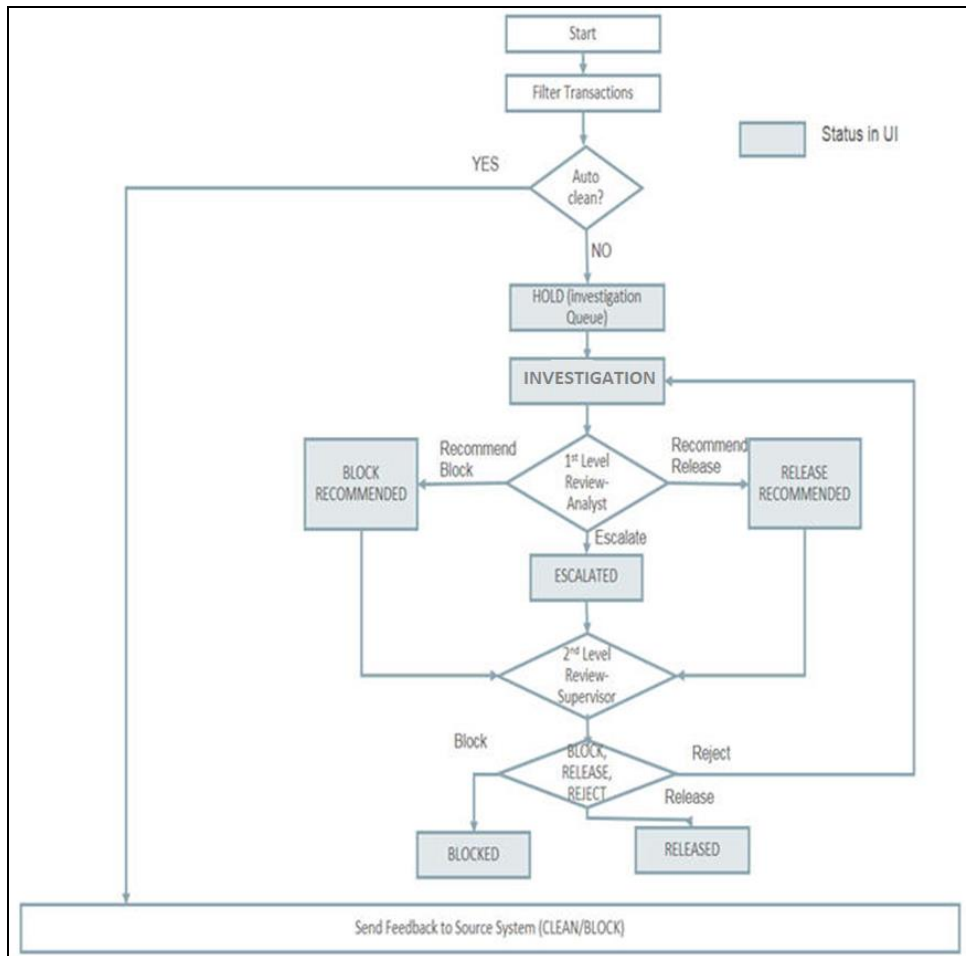 Start
Filter Transactions
Status in UI
YES
Auto
clean?
NO
HOLD (investigation
Queue)
INVESTIGATION
Recommend
Block
Recommend
Release
BLOCK
RECOMMENDED
1st Level
Review-
Analyst
RELEASE
RECOMMENDED
Escalate
ESCALATED
2nd Level
Review-
Supervisor
Block
BLOCK,
RELEASE,
REJECT
Reject
Release
BLOCKED
RELEASED
Send Feedback to Source System (CLEAN/BLOCK)